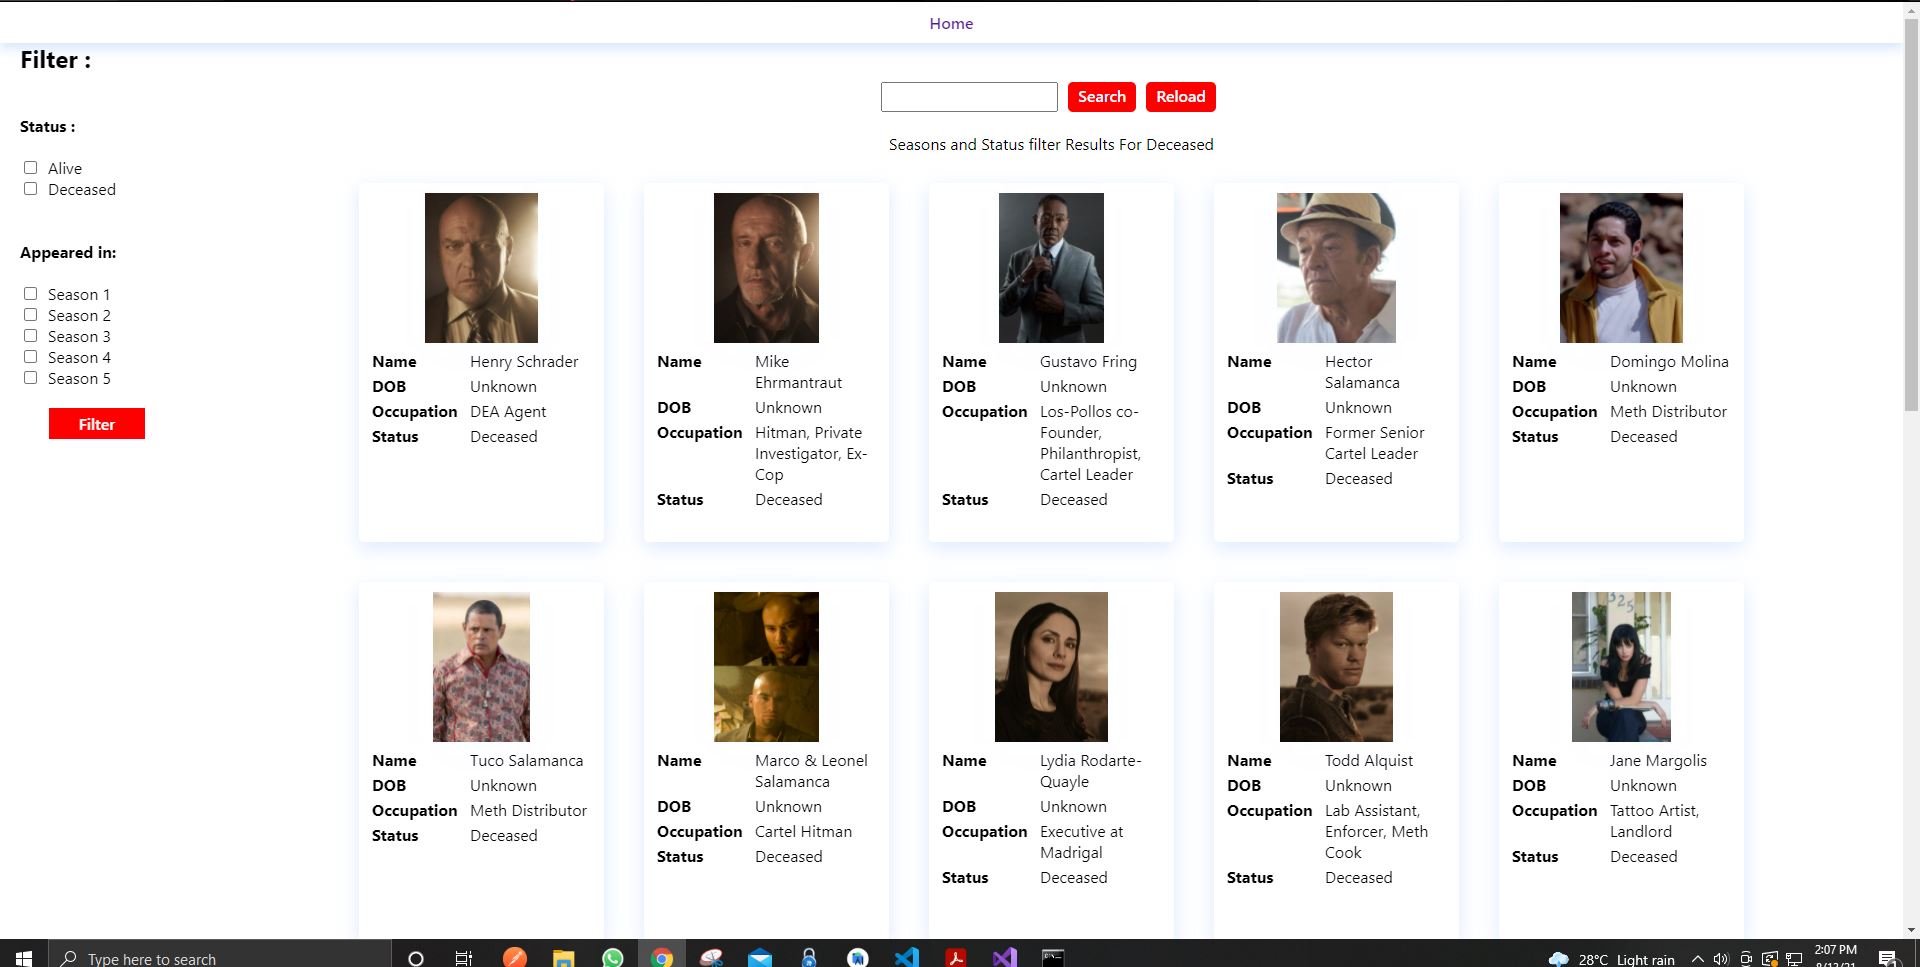 Home
Filter :
Search
Reload
Status :
Seasons and Status filter Results For Deceased
Alive
Deceased
Appeared in:
Season 1
Season 2
Season 3
Season 4
Season 5
Filter
Name Henry Schrader
DOB Unknown
Occupation DEA Agent
Status Deceased
Name Mike
Ehrmantraut
DOB Unknown
Occupation Hitman, Private
Investigator, Ex-
Cop
Status Deceased
Name Gustavo Fring
DOB Unknown
Occupation Los-Pollos co-
Founder,
Philanthropist,
Cartel Leader
Status Deceased
Name Hector
Salamanca
DOB Unknown
Occupation Former Senior
Cartel Leader
Status Deceased
Name Domingo Molina
DOB Unknown
Occupation Meth Distributor
Status Deceased
Name Tuco Salamanca
DOB Unknown
Occupation Meth Distributor
Status Deceased
Name Marco & Leonel
Salamanca
DOB Unknown
Occupation Cartel Hitman
Status Deceased
Name Lydia Rodarte-
Quayle
DOB Unknown
Occupation Executive at
Madrigal
Status Deceased
Name Todd Alquist
DOB Unknown
Occupation Lab Assistant,
Enforcer, Meth
Cook
Status Deceased
325
Name Jane Margolis
DOB Unknown
Occupation Tattoo Artist,
Landlord
Status Deceased
Type here to search
28°C Light rain
2:07 PM